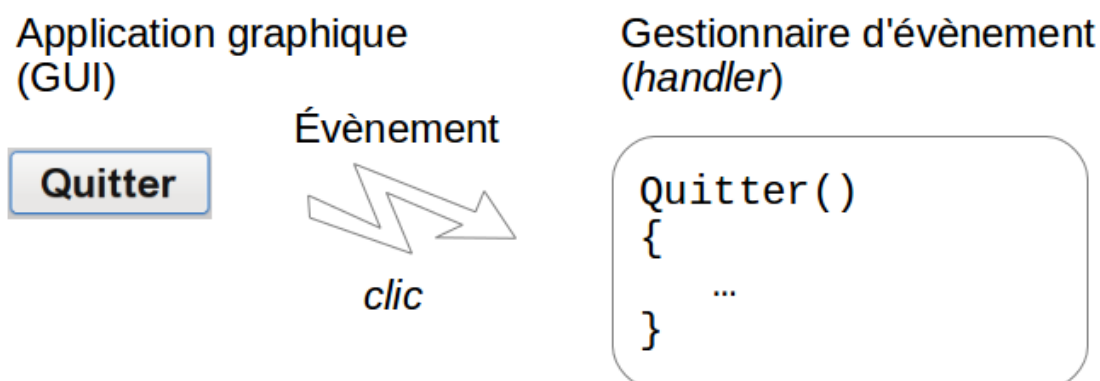 Application graphique
(GUI)
Quitter
Évènement
clic
Gestionnaire d'évènement
(handler)
Quitter()
{
…
}